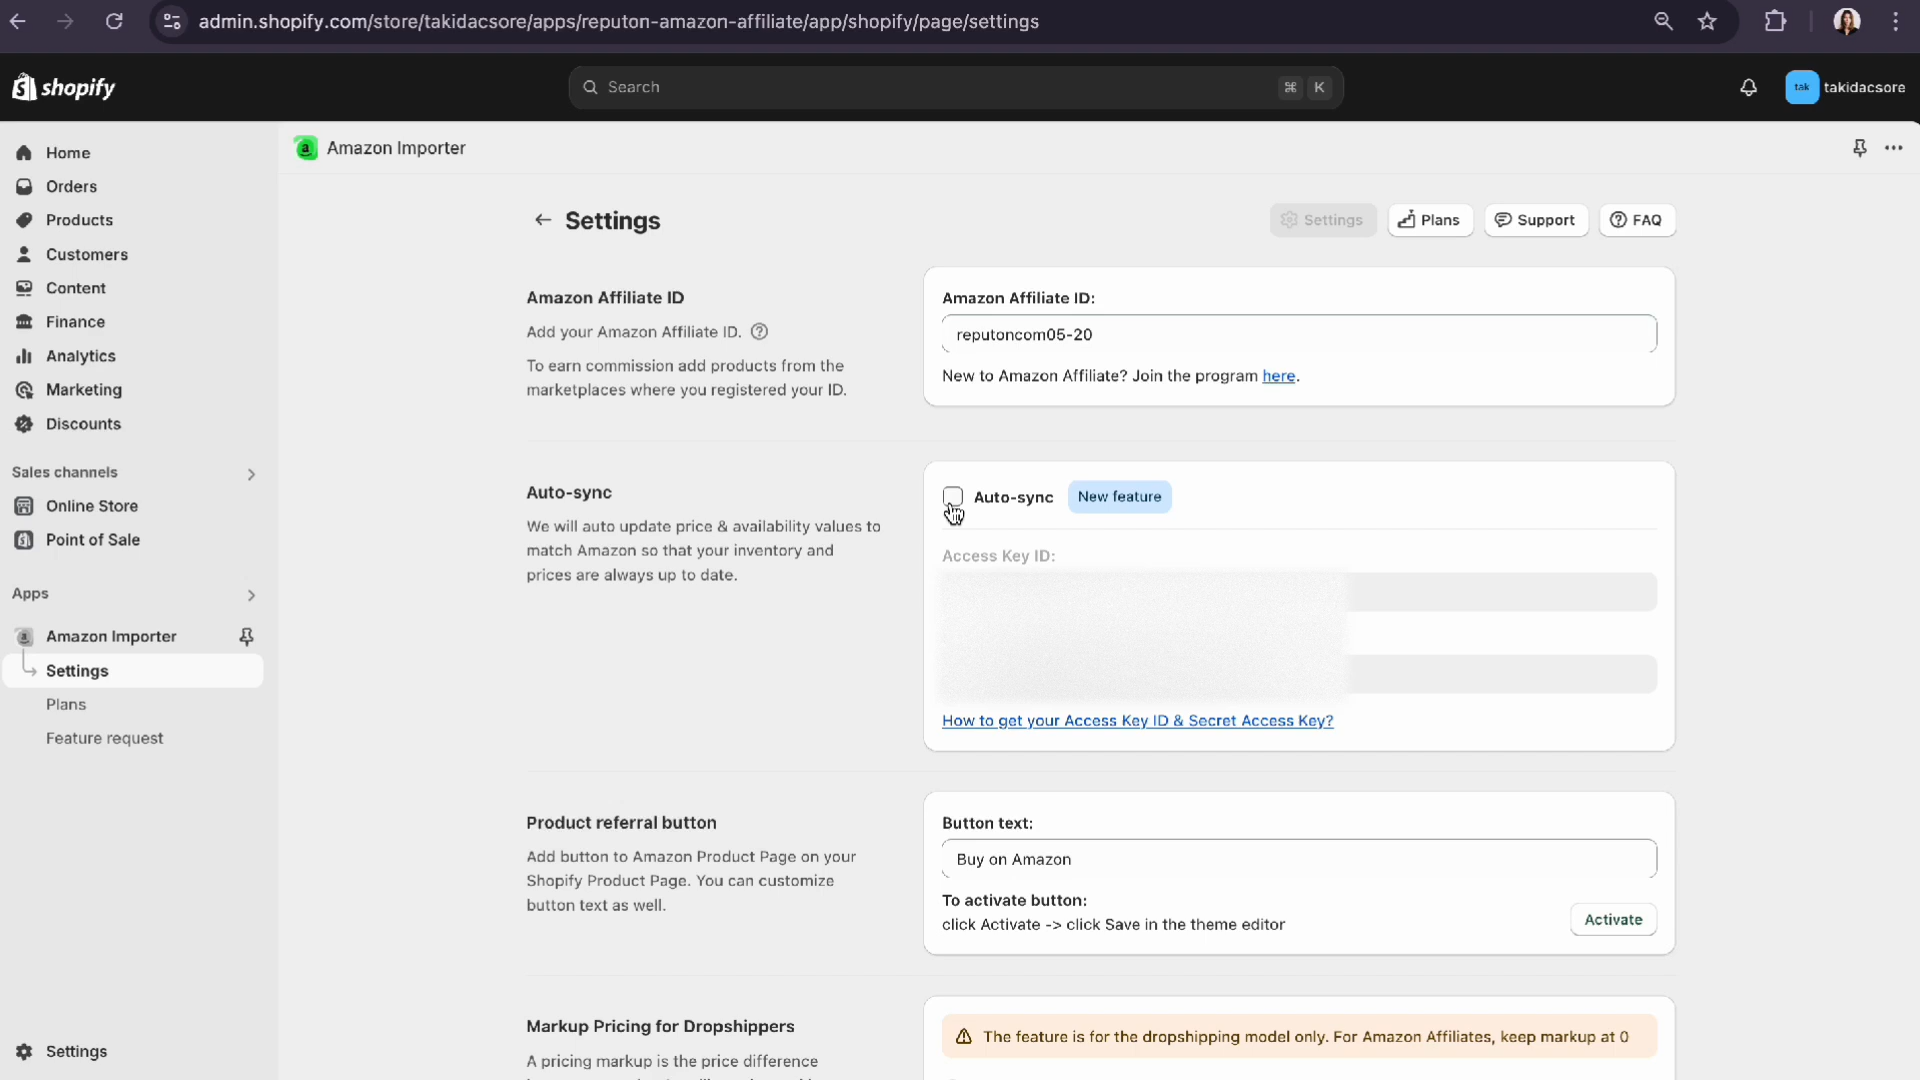 admin.shopify.com/store/takidacsore/apps/reputon-amazon-affiliate/app/shopify/page/settings
shopify
Search
⌘ K
tak takidacsore
Home
Orders
Products
Customers
Content
Finance
Analytics
Marketing
Discounts
Sales channels
Online Store
Point of Sale
Apps
Amazon Importer
Settings
Plans
Feature request
Settings
Amazon Importer
Settings
Settings
Plans
Support
FAQ
Amazon Affiliate ID
Add your Amazon Affiliate ID.
To earn commission add products from the
marketplaces where you registered your ID.
Amazon Affiliate ID:
reputoncom05-20
New to Amazon Affiliate? Join the program here.
Auto-sync
We will auto update price & availability values to
match Amazon so that your inventory and
prices are always up to date.
Auto-sync New feature
Access Key ID:
How to get your Access Key ID & Secret Access Key?
Product referral button
Add button to Amazon Product Page on your
Shopify Product Page. You can customize
button text as well.
Button text:
Buy on Amazon
To activate button:
click Activate -> click Save in the theme editor
Activate
Markup Pricing for Dropshippers
A pricing markup is the price difference
The feature is for the dropshipping model only. For Amazon Affiliates, keep markup at 0